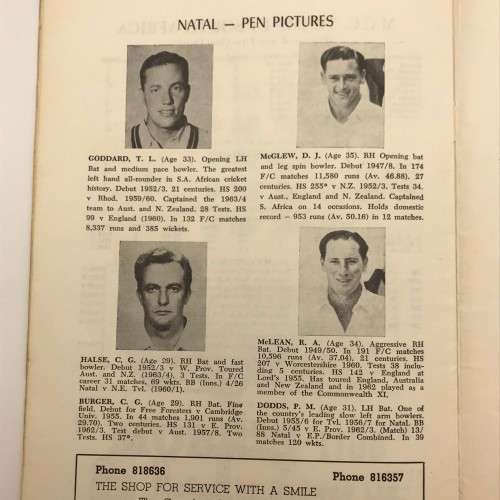 NATAL — PEN PICTURES
GODDARD, T. L. (Age 33). Opening LH
Bat and medium pace bowler. The
greatest left hand all-rounder in S.A. African cricket
history. Debut 1952/3. 21 centuries. HS 200
v Rhod. 1959/60. Captained the 1963/4
team to Aust. and N. Zealand. 28 Tests. HS
99 v England (1960). In 132 F/C matches
8,337 runs and 385 wickets.
McGLEW, D. J. (Age 35). RH Opening bat
and leg spin bowler. Debut 1947/8. In 174
F/C matches 11,580 runs (Av. 46.88). 27
centuries. HS 255* v N.Z. 1952/3. Tests 34.
v Aust., England and N. Zealand. Captained
S. Africa on 14 occasions. Holds domestic
record - 953 runs (Av. 50.16) in 12 matches.
HALSE, C. G. (Age 29). RH Bat and fast
bowler. Debut 1952/3 v W. Prov. Toured
Aust. and N.Z. (1963/4). 3 Tests. In F/C
career 31 matches, 69 wkts. BB (Inns.) 4/26
Natal v N.E. Tvl. (1960/1).
BURGER, C. G. (Age 29). RH Bat. Fine
field. Debut for Free Foresters v Cambridge
Univ. 1955. In 44 matches 1,901 runs (Av.
29.70). Two centuries. HS 131 v E. Prov.
1962/3. Test debut v Aust. 1957/8. Two
Tests. HS 37*.
McLEAN, R. A. (Age 34). Aggressive RH
Bat. Debut 1949/50. In 191 F/C matches
10,596 runs (Av. 37.04). 21 centuries. HS
207 v Worcestershire 1960. Tests 38 including
5 centuries. HS 142 v England at
Lord's 1955. Has toured England, Australia
and New Zealand and in 1962 played as a
member of the Commonwealth XI.
DODDS, P. M. (Age 31). LH Bat. One of
the country's leading slow left arm bowlers.
Debut 1955/6 for Tvl. 1956/7 for Natal. BB
(Inns.) 5/45 v E. Prov. 1962/3. (Match) 13/
88 Natal v E.P./Border Combined. In 39
matches 120 wkts.
Phone 818636
Phone 816357
THE SHOP FOR SERVICE WITH A SMILE